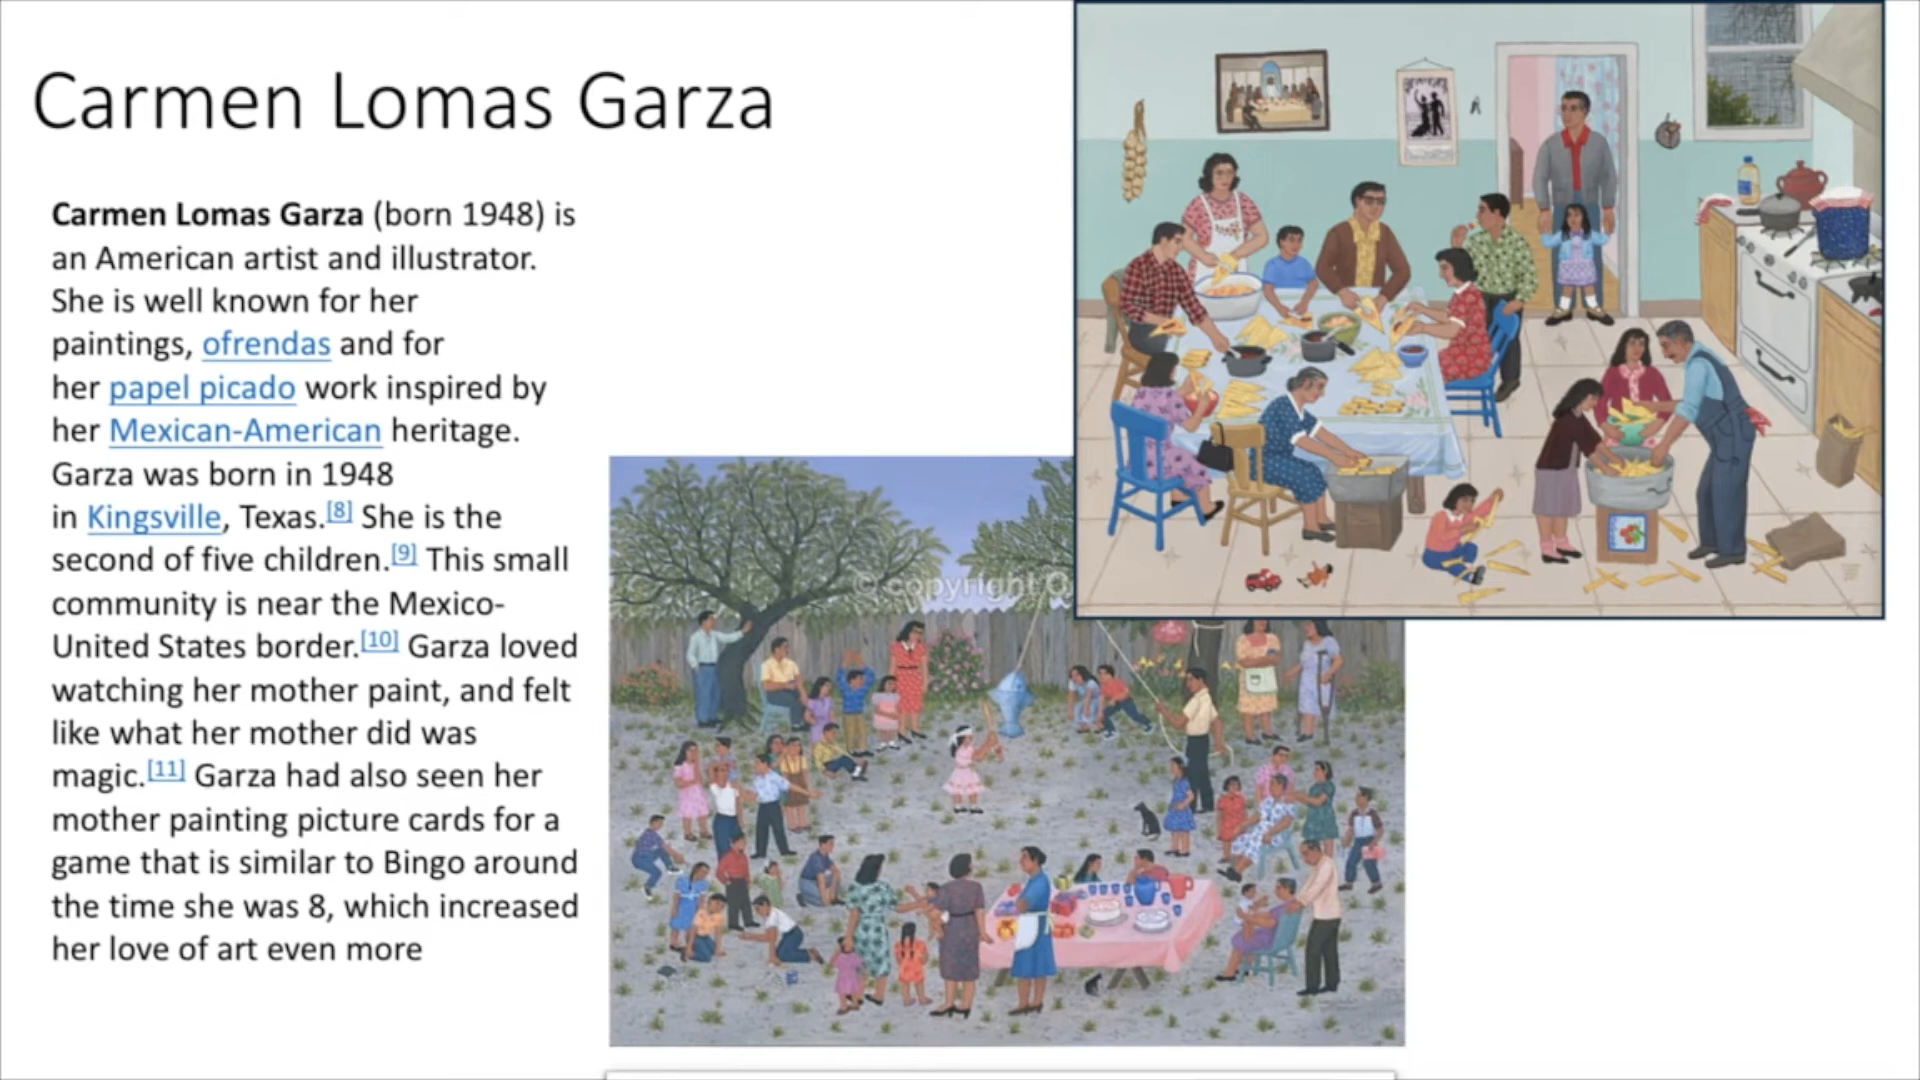 Carmen Lomas Garza
Carmen Lomas Garza (born 1948) is
an American artist and illustrator.
She is well known for her
paintings, ofrendas and for
her papel picado work inspired by
her Mexican-American heritage.
Garza was born in 1948
in Kingsville, Texas.[8] She is the
second of five children.[9] This small
community is near the Mexico-
United States border.[10] Garza loved
watching her mother paint, and felt
like what her mother did was
magic.[11] Garza had also seen her
mother painting picture cards for a
game that is similar to Bingo around
the time she was 8, which increased
her love of art even more
© copyright